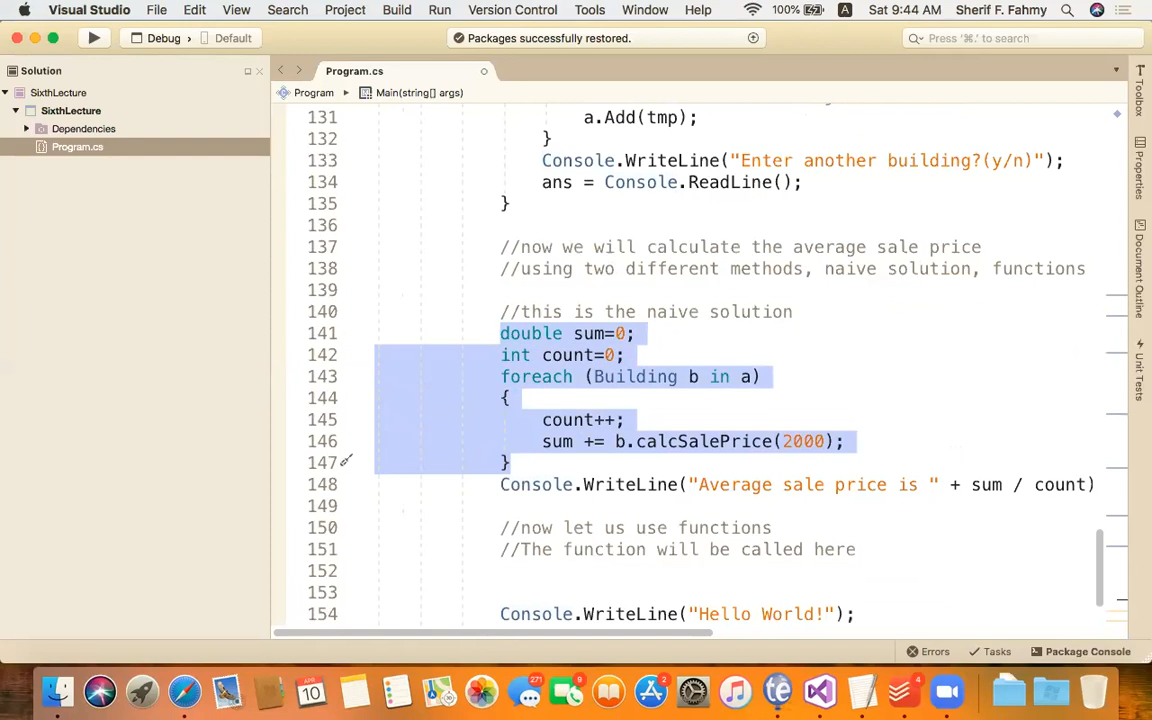 Visual Studio File Edit View Search Project Build Run Version Control Tools Window Help 100% A Sat 9:44 AM Sherif F. Fahmy
Debug Default Packages successfully restored. Press ⌘.' to search
Solution
Program.cs
SixthLecture
Program Main(string[] args)
SixthLecture
Dependencies
Program.cs
131 a.Add(tmp);
132 }
133 Console.WriteLine("Enter another building?(y/n)");
134 ans = Console.ReadLine();
135 }
136
137 //now we will calculate the average sale price
138 //using two different methods, naive solution, functions
139
140 //this is the naive solution
141 double sum=0;
142 int count=0;
143 foreach (Building b in a)
144 {
145 count++;
146 sum += b.calcSalePrice(2000);
147 }
148 Console.WriteLine("Average sale price is " + sum / count)
149
150 //now let us use functions
151 //The function will be called here
152
153
154 Console.WriteLine("Hello World!");
Toolbox
Properties
Document Outline
Unit Tests
Errors Tasks Package Console
APR
10
271
9
2
4